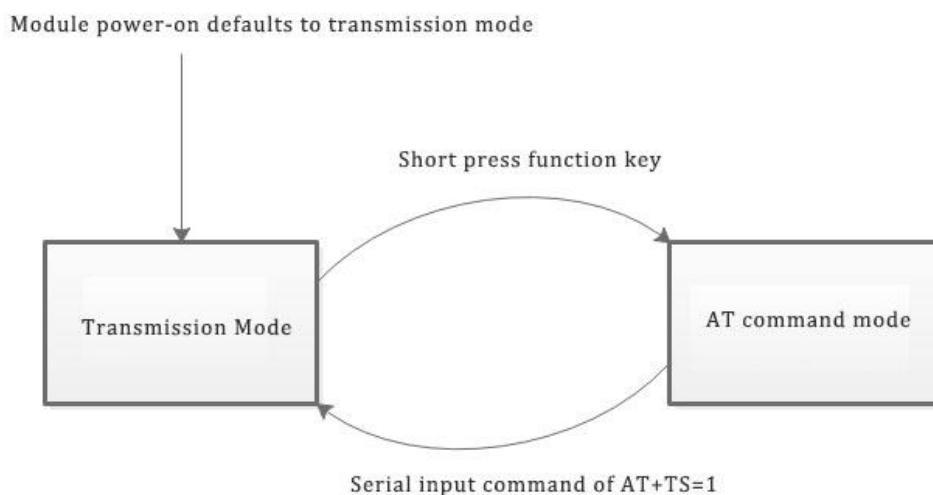 Module power-on defaults to transmission mode
Short press function key
Transmission Mode
AT command mode
Serial input command of AT+TS=1